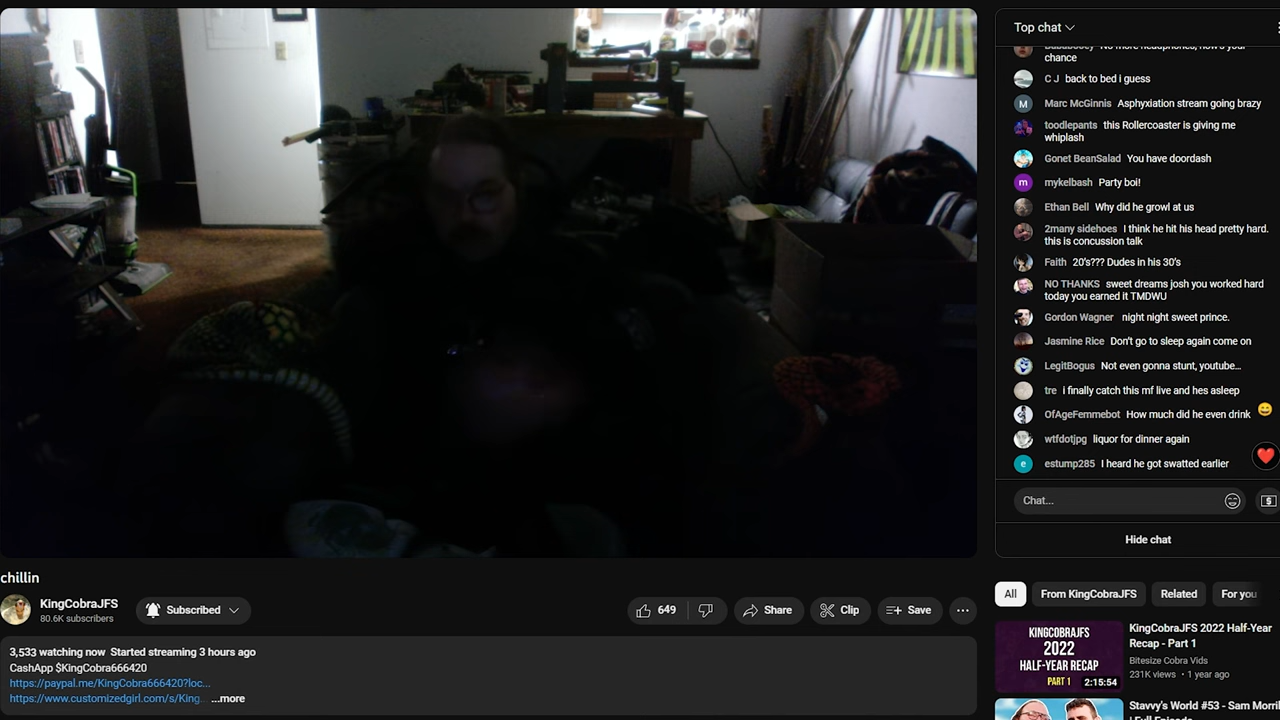 Top chat
No more headphones, now's your
chance
C J back to bed i guess
M
Marc McGinnis Asphyxiation stream going brazy
toodlepants this Rollercoaster is giving me
whiplash
Gonet BeanSalad You have doordash
m
mykelbash Party boi!
Ethan Bell Why did he growl at us
2many sidehoes I think he hit his head pretty hard.
this is concussion talk
Faith 20's??? Dudes in his 30's
NO THANKS sweet dreams josh you worked hard
today you earned it TMDWU
Gordon Wagner night night sweet prince.
Jasmine Rice Don't go to sleep again come on
LegitBogus Not even gonna stunt, youtube...
tre i finally catch this mf live and hes asleep
OfAgeFemmebot How much did he even drink
wtfdotjpg liquor for dinner again
e
estump285 I heard he got swatted earlier
Chat...
$
Hide chat
chillin
KingCobraJFS
80.6K subscribers
Subscribed
649
Share
Clip
Save
3,533 watching now Started streaming 3 hours ago
CashApp $KingCobra666420
https://paypal.me/KingCobra666420?loc...
https://www.customizedgirl.com/s/King... ...more
All
From KingCobraJFS
Related
For you
KINGCOBRAJFS
2022
HALF-YEAR RECAP
PART 1
2:15:54
KingCobraJFS 2022 Half-Year
Recap - Part 1
Bitesize Cobra Vids
231K views • 1 year ago
Stavvy's World #53 - Sam Morri
Full Episode